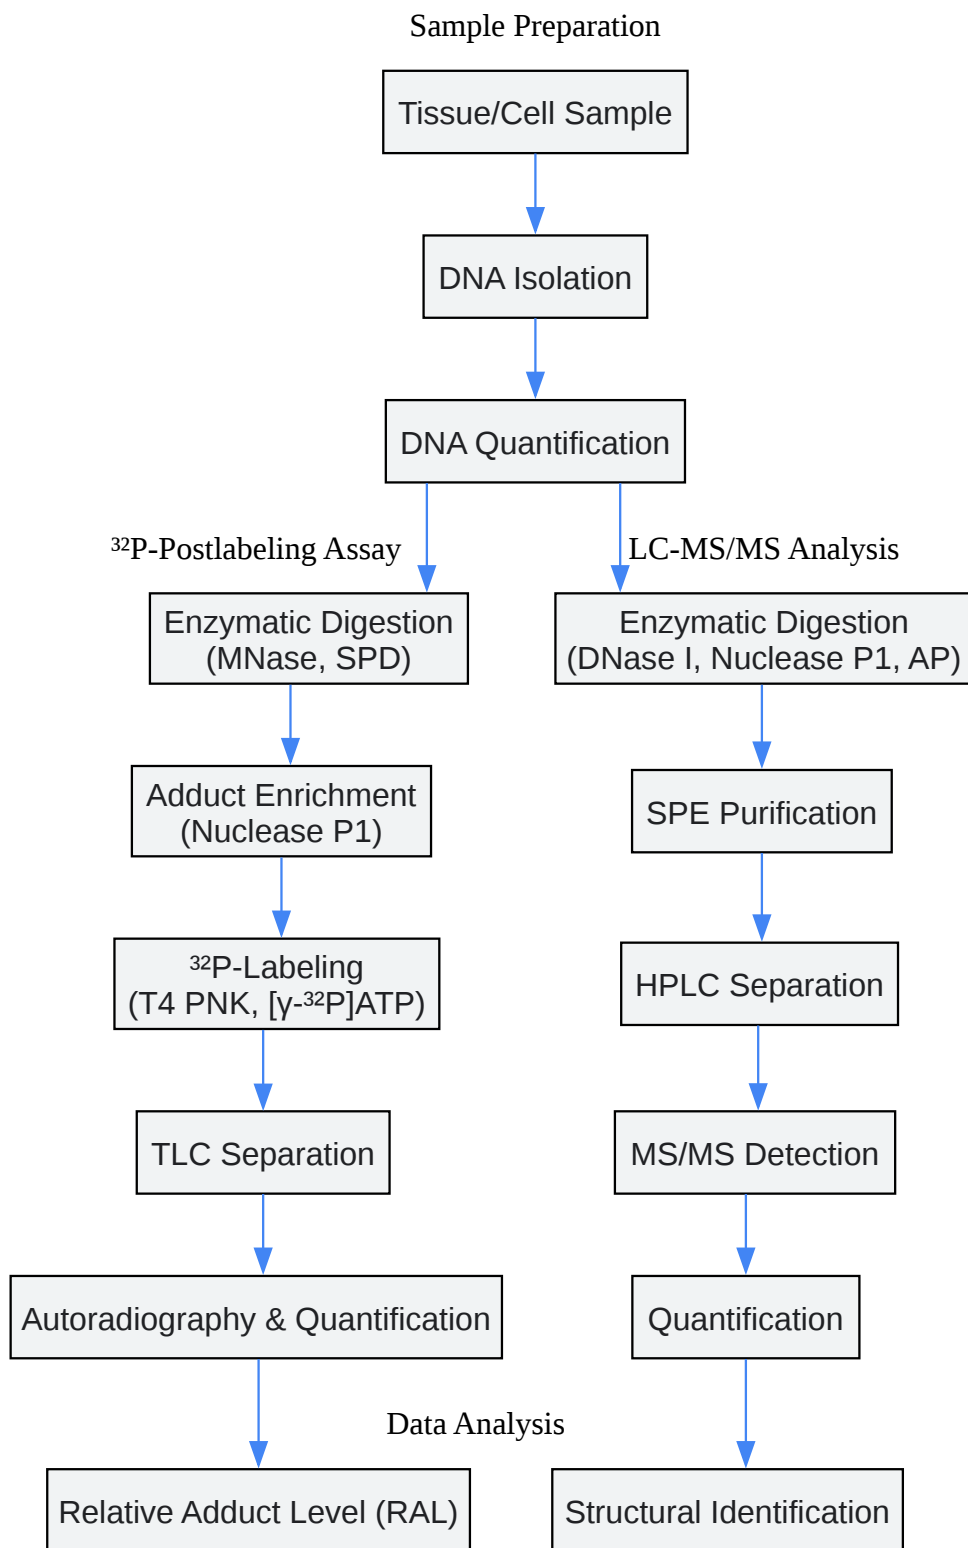 Sample Preparation
Tissue/Cell Sample
DNA Isolation
DNA Quantification
³²P-Postlabeling Assay
Enzymatic Digestion
(MNase, SPD)
Adduct Enrichment
(Nuclease P1)
³²P-Labeling
(T4 PNK, [γ-³²P]ATP)
TLC Separation
Autoradiography & Quantification
LC-MS/MS Analysis
Enzymatic Digestion
(DNase I, Nuclease P1, AP)
SPE Purification
HPLC Separation
MS/MS Detection
Quantification
Data Analysis
Relative Adduct Level (RAL)
Structural Identification